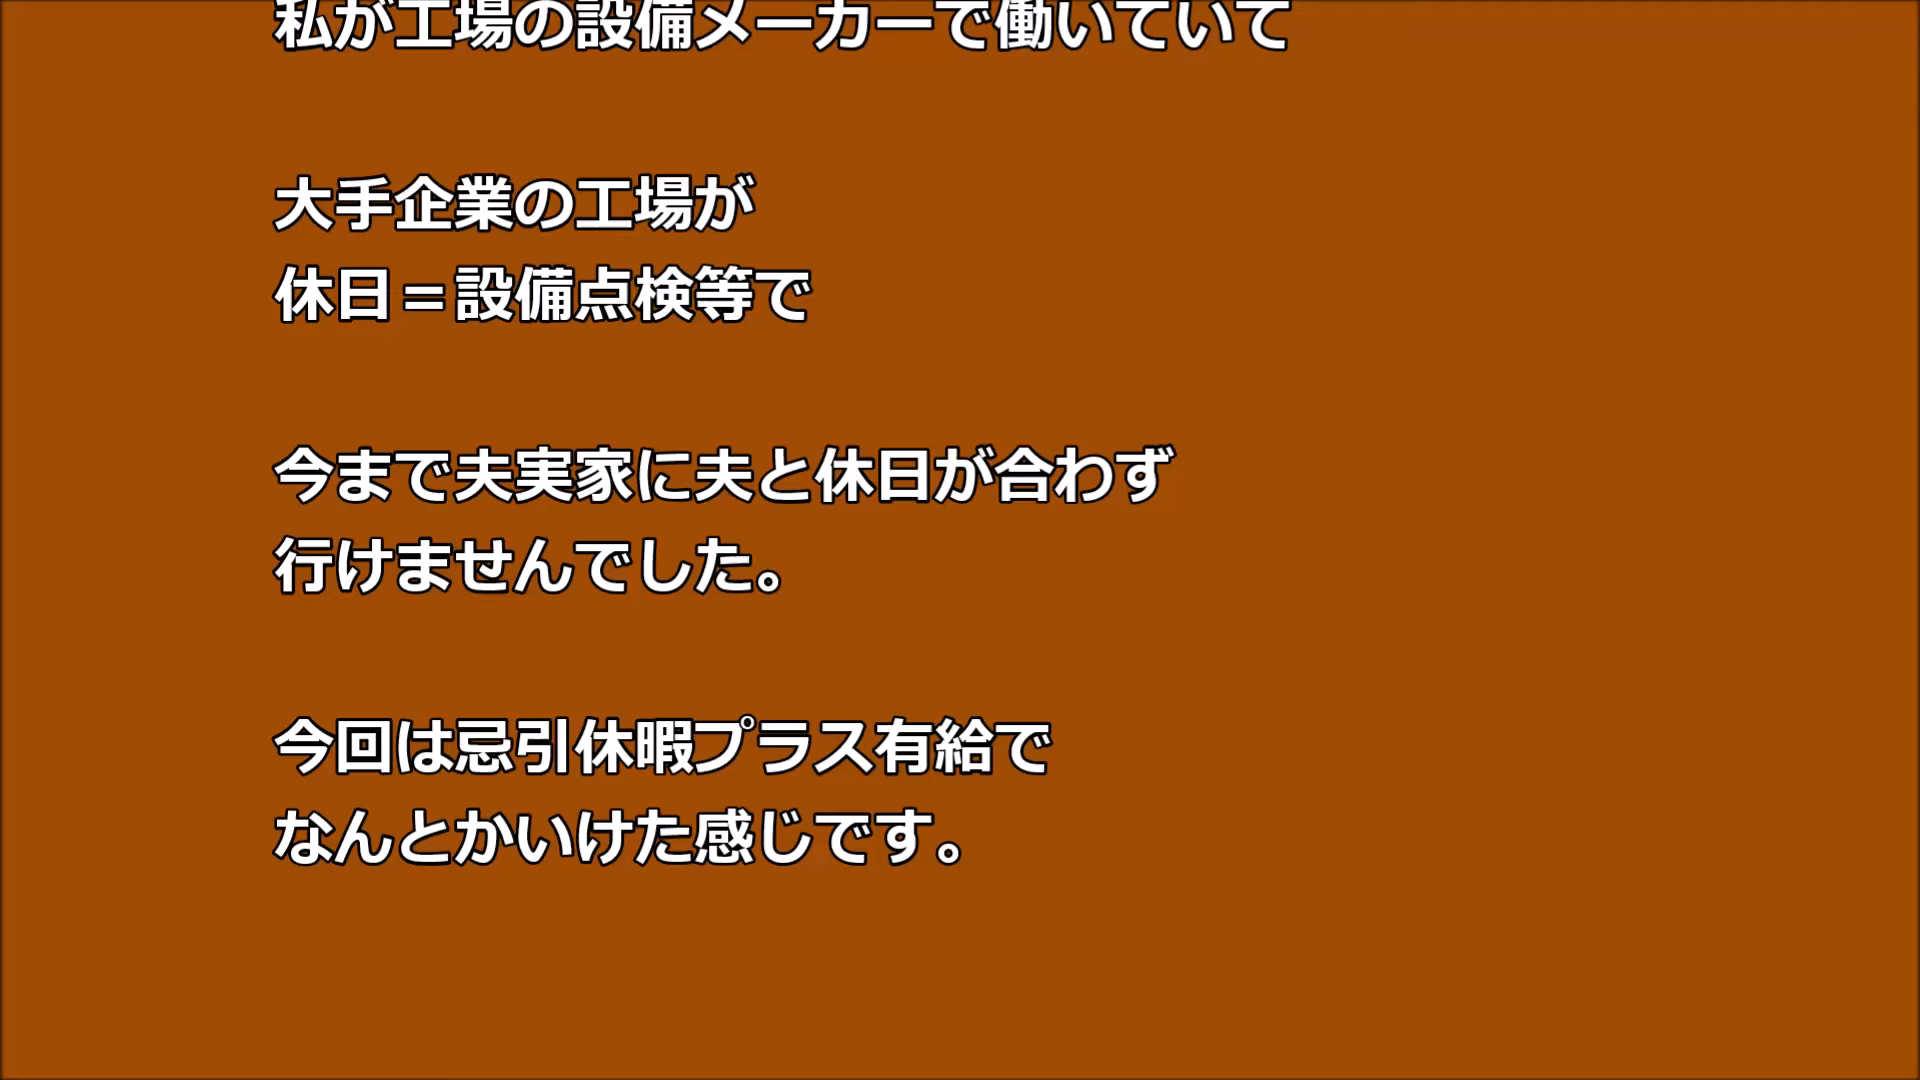 私が工場の設備メーカーで働いていて
大手企業の工場が
休日＝設備点検等で
今まで夫実家に夫と休日が合わず
行けませんでした。
今回は忌引休暇プラス有給で
なんとかいけた感じです。